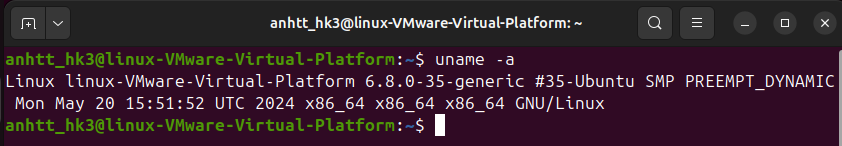 anhtt_hk3@linux-VMware-Virtual-Platform: ~
anhtt_hk3@linux-VMware-Virtual-Platform:~$ uname -a
Linux linux-VMware-Virtual-Platform 6.8.0-35-generic #35-Ubuntu SMP PREEMPT_DYNAMIC
Mon May 20 15:51:52 UTC 2024 x86_64 x86_64 x86_64 GNU/Linux
anhtt_hk3@linux-VMware-Virtual-Platform:~$